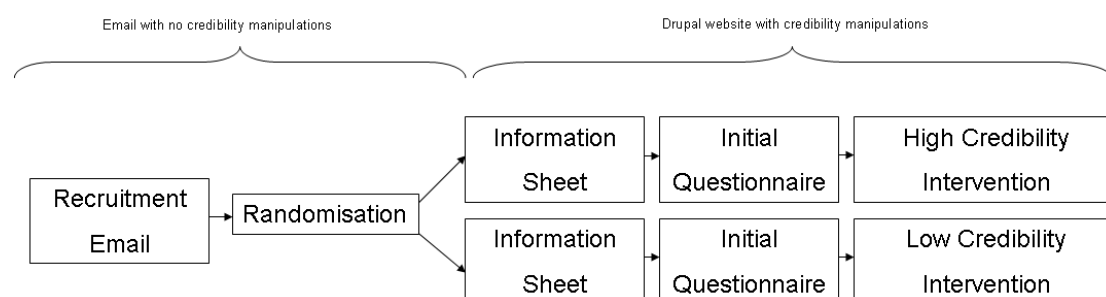 Email with no credibility manipulations
Drupal website with credibility manipulations
Recruitment
Email
Randomisation
Information
Sheet
Initial
Questionnaire
High Credibility
Intervention
Information
Sheet
Initial
Questionnaire
Low Credibility
Intervention